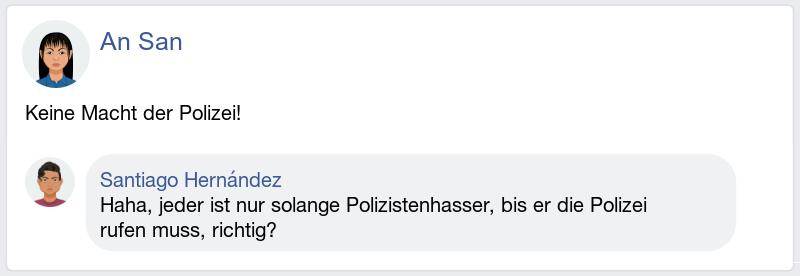 An San
Keine Macht der Polizei!
Santiago Hernández
Haha, jeder ist nur solange Polizistenhasser, bis er die Polizei
rufen muss, richtig?